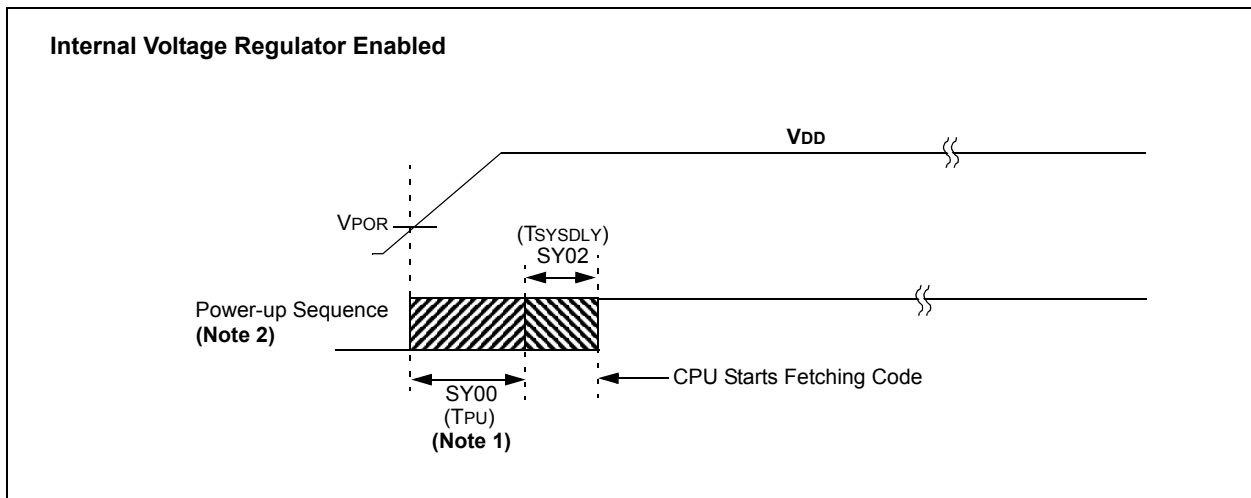 Internal Voltage Regulator Enabled
VDD
VPOR
(TSYSDLY)
SY02
Power-up Sequence
(Note 2)
CPU Starts Fetching Code
SY00
(TPU)
(Note 1)